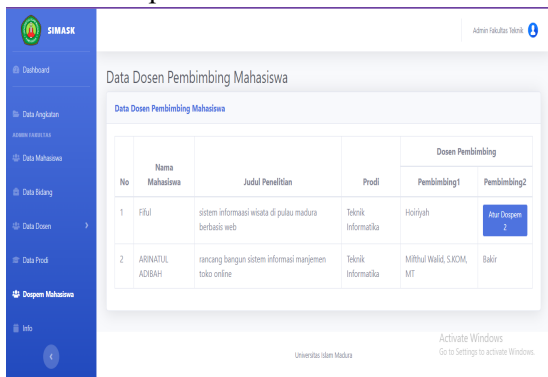 SIMASK
Admin Fakultas Teknik
Dashboard
Data Angkatan
ADMIN FAKULTAS
Data Mahasiswa
Data Bidang
Data Dosen
Data Prodi
Dospem Mahasiswa
Info
Data Dosen Pembimbing Mahasiswa
Data Dosen Pembimbing Mahasiswa
No
Nama Mahasiswa
Judul Penelitian
Prodi
Dosen Pembimbing
Pembimbing1
Pembimbing2
1
Fiful
sistem informaasi wisata di pulau madura
berbasis web
Teknik
Informatika
Hoiriyah
Atur Dospem
2
2
ARINATUL
ADIBAH
rancang bangun sistem informasi manjemen
toko online
Teknik
Informatika
Mifthul Walid, S.KOM,
MT
Bakir
Universitas Islam Madura
Activate Windows
Go to Settings to activate Windows.